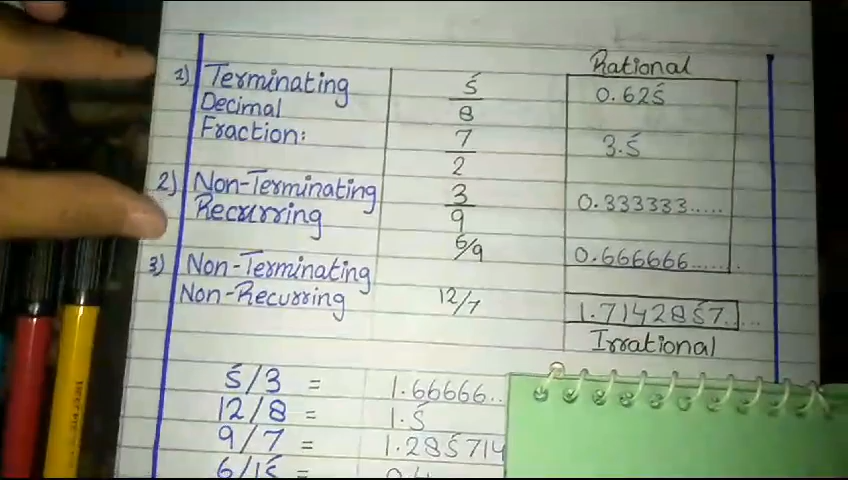 Rational
1) Terminating 5/8 0.625
Decimal
Fraction: 7/2 3.5
2) Non-Terminating 3/9 0.333333.....
Recurring
6/9 0.666666.......
3) Non-Terminating
Non-Recurring 12/7 1.7142857......
Irrational
5/3 = 1.66666..
12/8 = 1.5
9/7 = 1.285714
6/15 = 0.4